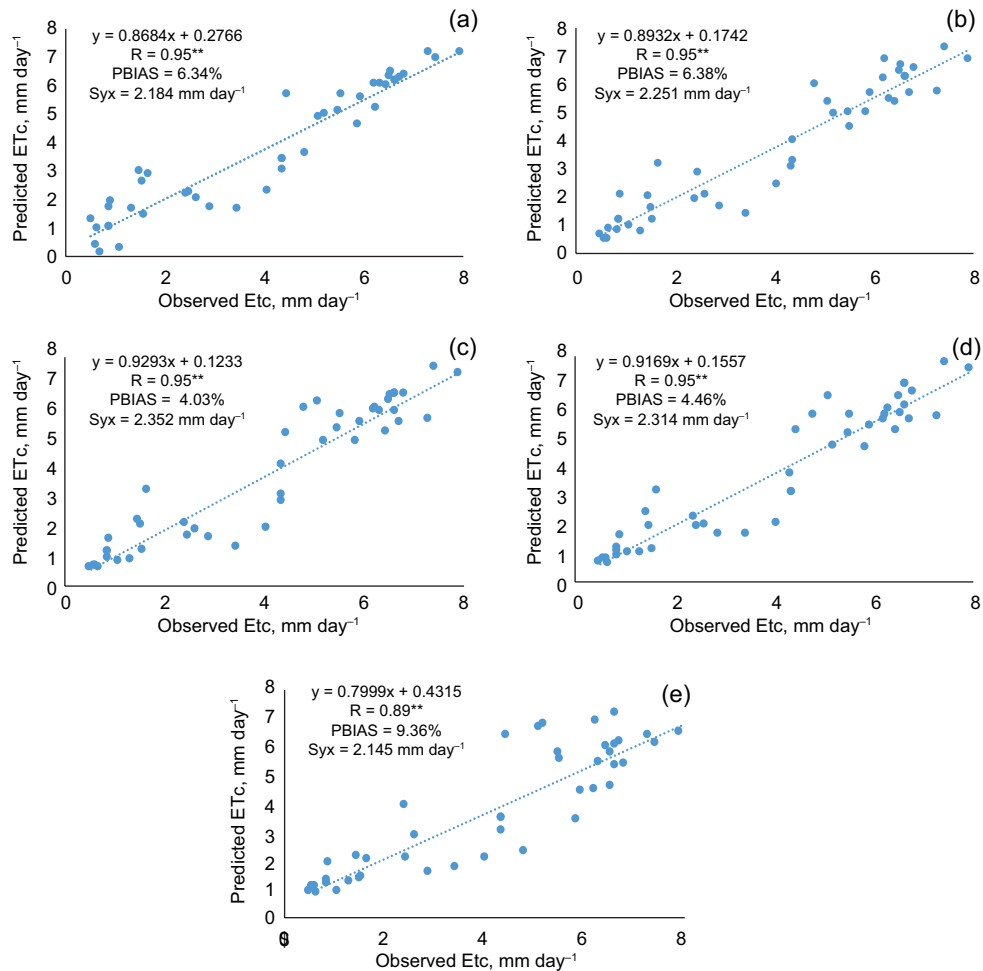 (a)
y = 0.8684x + 0.2766
R = 0.95**
PBIAS = 6.34%
Syx = 2.184 mm day⁻¹
Predicted ETc, mm day⁻¹
8
7
6
5
4
3
2
1
0
0 2 4 6 8
Observed Etc, mm day⁻¹
(b)
y = 0.8932x + 0.1742
R = 0.95**
PBIAS = 6.38%
Syx = 2.251 mm day⁻¹
Predicted ETc, mm day⁻¹
8
7
6
5
4
3
2
1
0
0 2 4 6 8
Observed Etc, mm day⁻¹
(c)
y = 0.9293x + 0.1233
R = 0.95**
PBIAS = 4.03%
Syx = 2.352 mm day⁻¹
Predicted ETc, mm day⁻¹
8
7
6
5
4
3
2
1
0
0 2 4 6 8
Observed Etc, mm day⁻¹
(d)
y = 0.9169x + 0.1557
R = 0.95**
PBIAS = 4.46%
Syx = 2.314 mm day⁻¹
Predicted ETc, mm day⁻¹
8
7
6
5
4
3
2
1
0
0 2 4 6 8
Observed Etc, mm day⁻¹
(e)
y = 0.7999x + 0.4315
R = 0.89**
PBIAS = 9.36%
Syx = 2.145 mm day⁻¹
Predicted ETc, mm day⁻¹
8
7
6
5
4
3
2
1
0
2 4 6 8
Observed Etc, mm day⁻¹